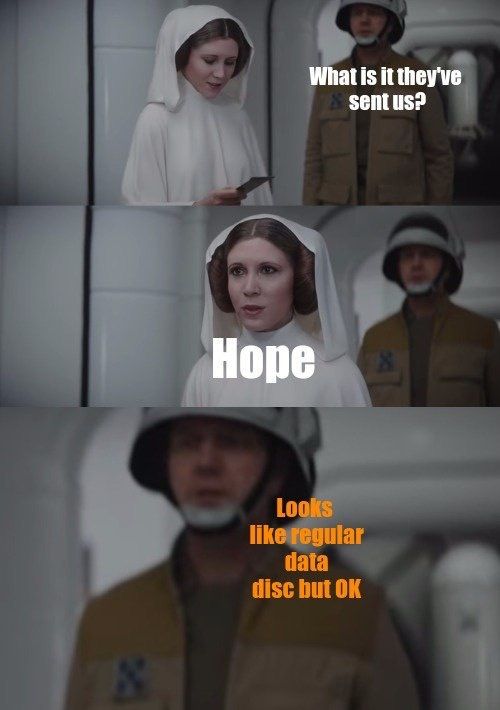 What is it they've
sent us?
Hope
Looks
like regular
data
disc but OK